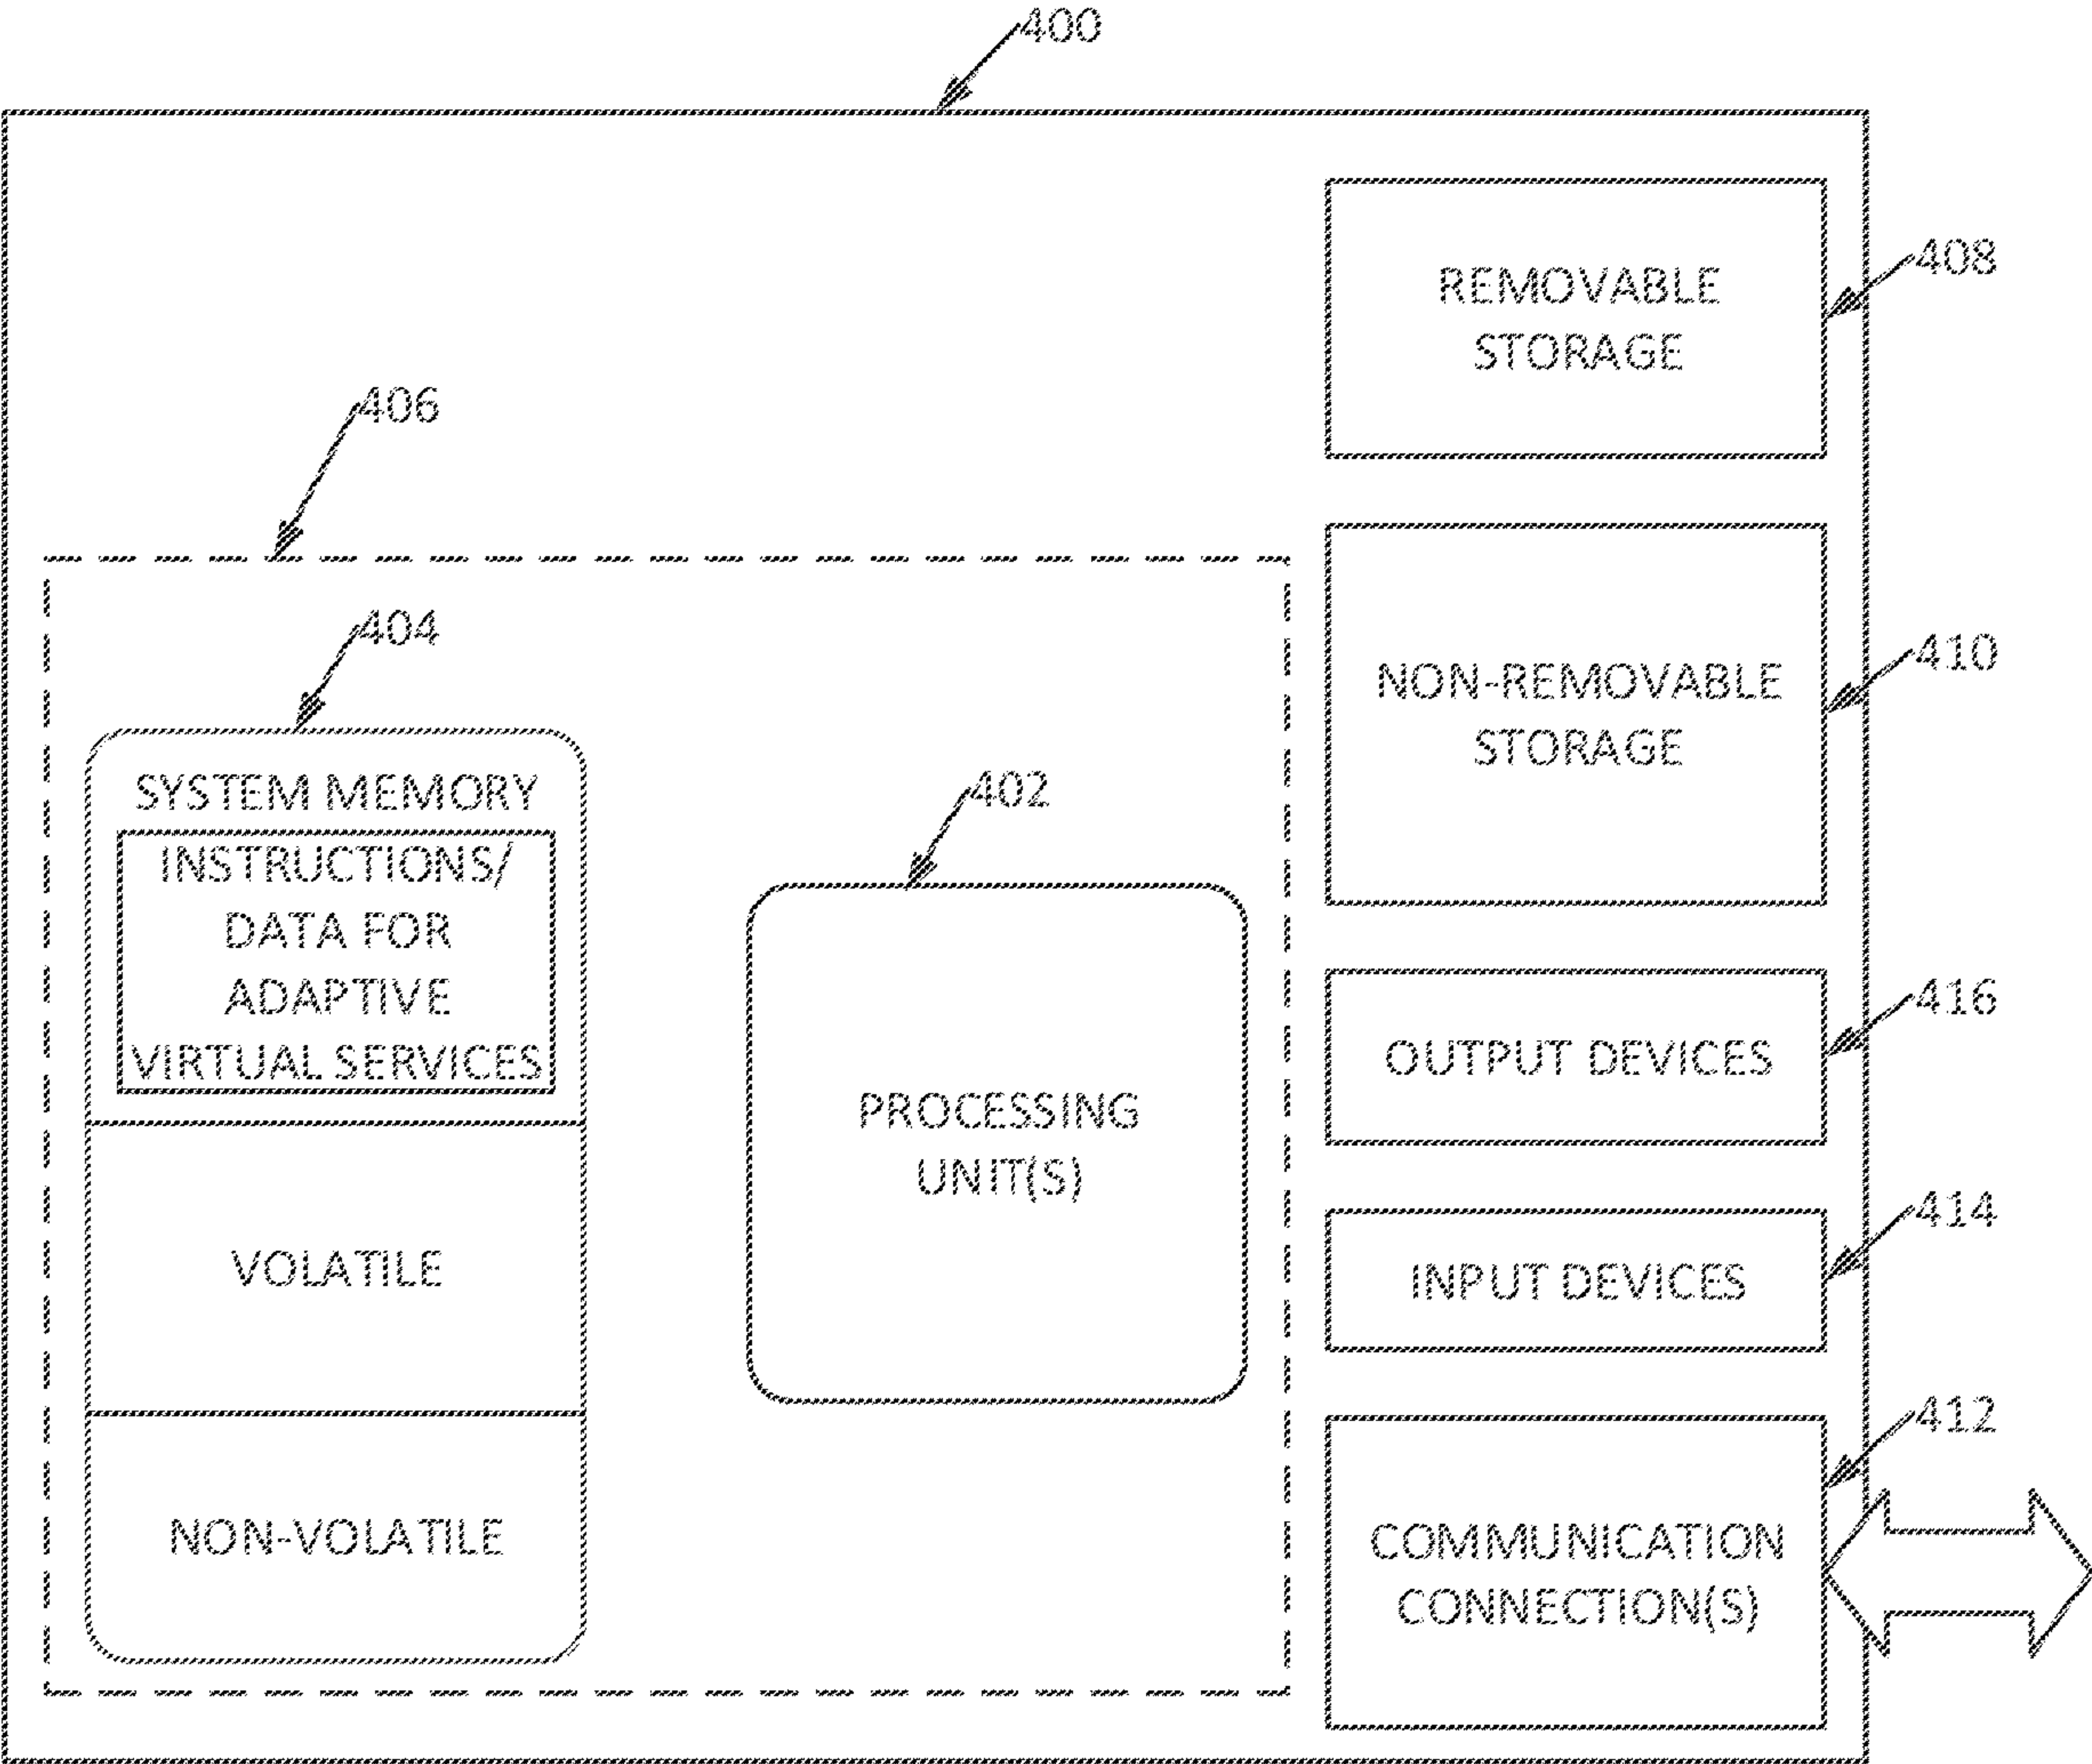 400
REMOVABLE
STORAGE
408
406
NON-REMOVABLE
STORAGE
410
404
SYSTEM MEMORY
INSTRUCTIONS/
DATA FOR
ADAPTIVE
VIRTUAL SERVICES
VOLATILE
NON-VOLATILE
402
PROCESSING
UNIT(S)
OUTPUT DEVICES
416
INPUT DEVICES
414
COMMUNICATION
CONNECTION(S)
412